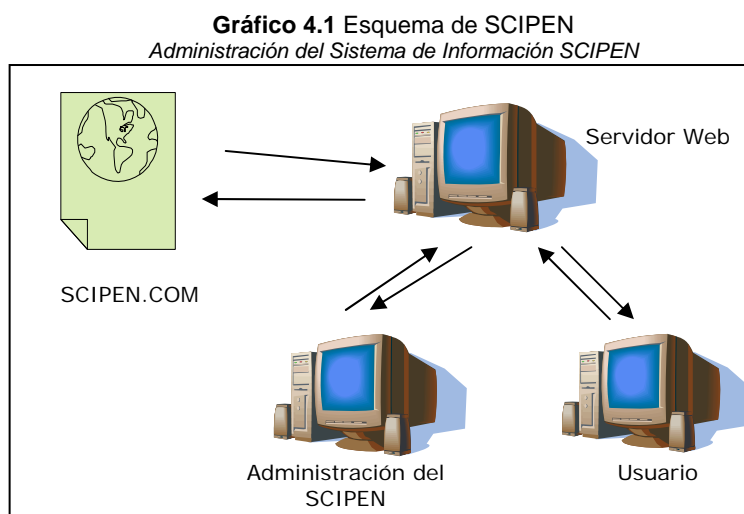 Gráfico 4.1 Esquema de SCIPEN
Administración del Sistema de Información SCIPEN
Servidor Web
SCIPEN.COM
Administración del
SCIPEN
Usuario